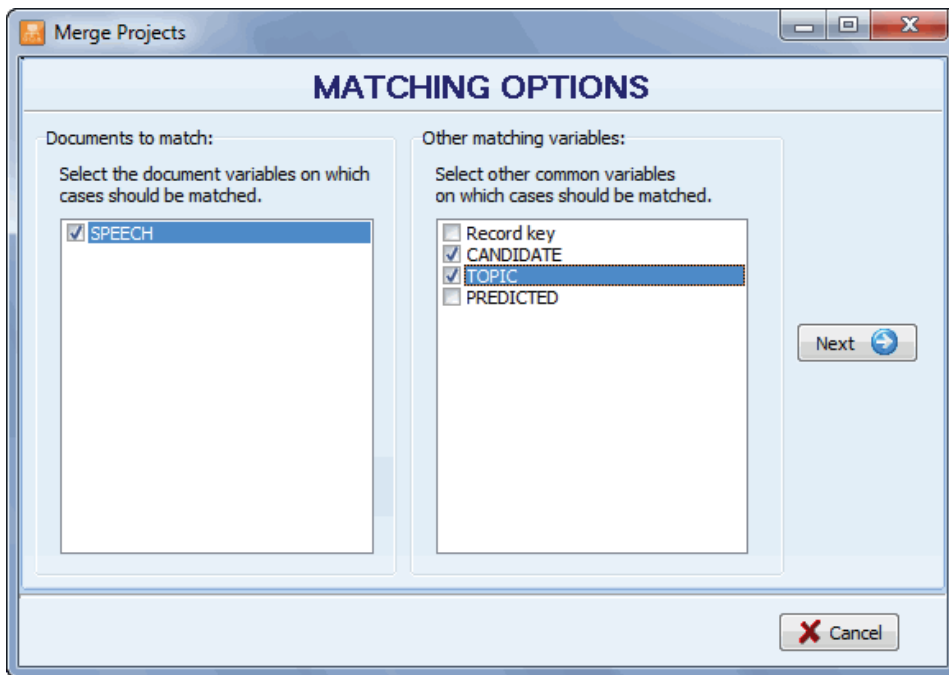 Merge Projects
MATCHING OPTIONS
Documents to match:
Select the document variables on which
cases should be matched.
SPEECH
Other matching variables:
Select other common variables
on which cases should be matched.
Record key
CANDIDATE
TOPIC
PREDICTED
Next
Cancel